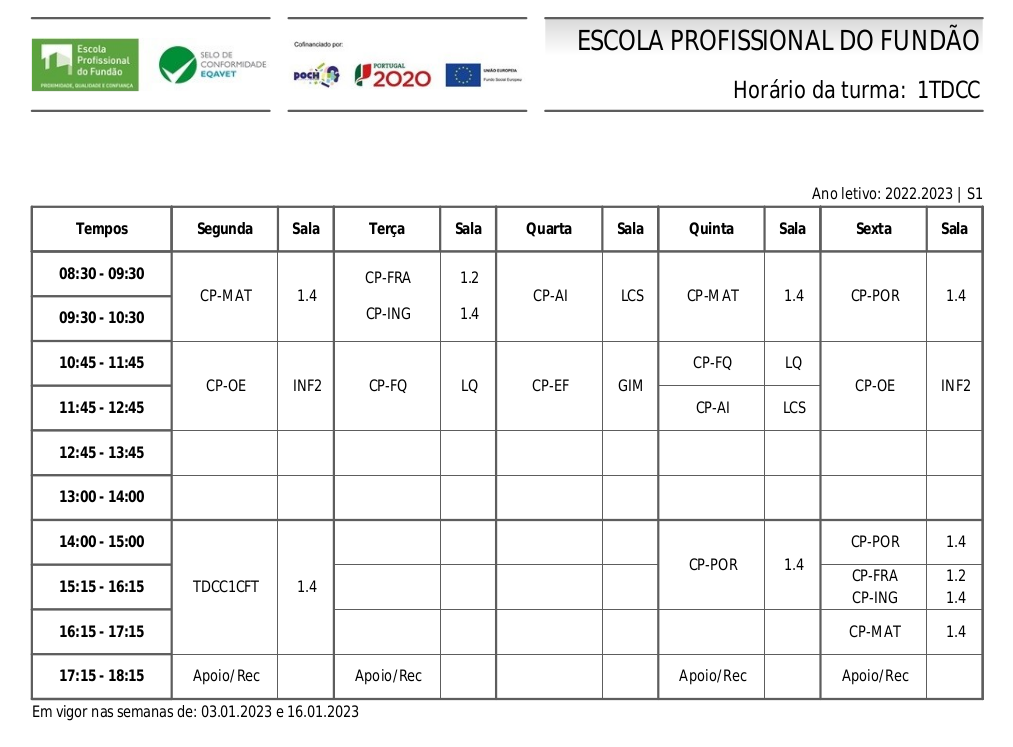 Escola
Profissional
do Fundão
PROXIMIDADE, QUALIDADE E CONFIANÇA
SELO DE
CONFORMIDADE
EQAVET
Cofinanciado por:
POCH
PORTUGAL
2020
UNIÃO EUROPEIA
Fundo Social Europeu
ESCOLA PROFISSIONAL DO FUNDÃO
Horário da turma: 1TDCC
Ano letivo: 2022.2023 | S1
Tempos Segunda Sala Terça Sala Quarta Sala Quinta Sala Sexta Sala
08:30 - 09:30 CP-MAT 1.4 CP-FRA 1.2 CP-AI LCS CP-MAT 1.4 CP-POR 1.4
09:30 - 10:30 CP-ING 1.4
10:45 - 11:45 CP-OE INF2 CP-FQ LQ CP-EF GIM CP-FQ LQ CP-OE INF2
11:45 - 12:45 CP-AI LCS
12:45 - 13:45
13:00 - 14:00
14:00 - 15:00 TDCC1CFT 1.4 CP-POR 1.4 CP-POR 1.4
15:15 - 16:15 CP-FRA 1.2
CP-ING 1.4
16:15 - 17:15 CP-MAT 1.4
17:15 - 18:15 Apoio/Rec Apoio/Rec Apoio/Rec Apoio/Rec
Em vigor nas semanas de: 03.01.2023 e 16.01.2023